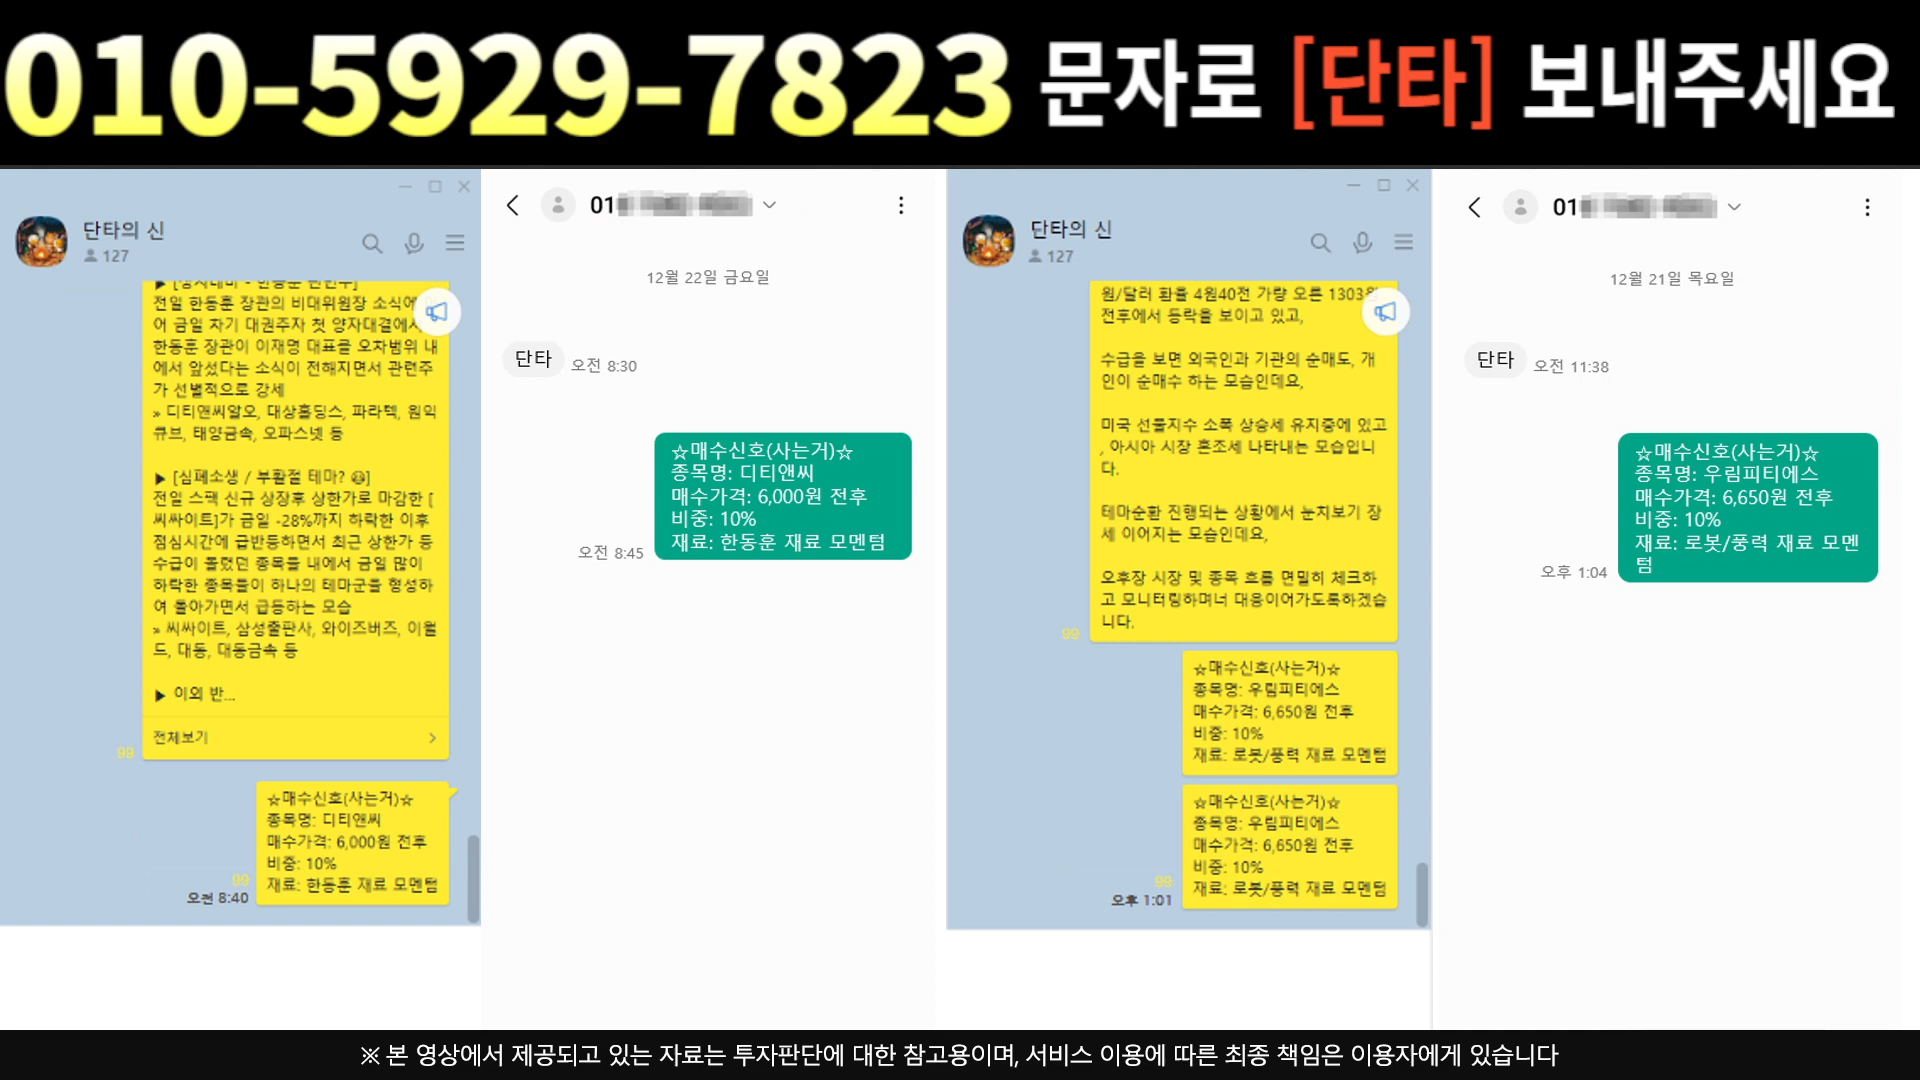 010-5929-7823 문자로 [단타] 보내주세요
단타의 신
127
전일 한동훈 장관의 비대위원장 소식에
어 금일 차기 대권주자 첫 양자대결에서
한동훈 장관이 이재명 대표를 오차범위 내
에서 앞섰다는 소식이 전해지면서 관련주
가 선별적으로 강세
» 디티앤씨알오, 대상홀딩스, 파라텍, 원익
큐브, 태양금속, 오파스넷 등
▶ [심폐소생 / 부활절 테마? 😃]
전일 스팩 신규 상장후 상한가로 마감한 [
씨싸이트]가 금일 -28%까지 하락한 이후
점심시간에 급반등하면서 최근 상한가 등
수급이 몰렸던 종목들 내에서 금일 많이
하락한 종목들이 하나의 테마군을 형성하
여 돌아가면서 급등하는 모습
» 씨싸이트, 삼성출판사, 와이즈버즈, 이월
드, 대동, 대동금속 등
▶ 이외 반...
전체보기
99
☆매수신호(사는거)☆
종목명: 디티앤씨
매수가격: 6,000원 전후
비중: 10%
재료: 한동훈 재료 모멘텀
99
오전 8:40
01
12월 22일 금요일
단타
오전 8:30
☆매수신호(사는거)☆
종목명: 디티앤씨
매수가격: 6,000원 전후
비중: 10%
재료: 한동훈 재료 모멘텀
오전 8:45
단타의 신
127
원/달러 환율 4원40전 가량 오른 1303원
전후에서 등락을 보이고 있고,
수급을 보면 외국인과 기관의 순매도, 개
인이 순매수 하는 모습인데요,
미국 선물지수 소폭 상승세 유지중에 있고
, 아시아 시장 혼조세 나타내는 모습입니
다.
테마순환 진행되는 상황에서 눈치보기 장
세 이어지는 모습인데요,
오후장 시장 및 종목 흐름 면밀히 체크하
고 모니터링하며너 대응이어가도록하겠습
니다.
99
☆매수신호(사는거)☆
종목명: 우림피티에스
매수가격: 6,650원 전후
비중: 10%
재료: 로봇/풍력 재료 모멘텀
☆매수신호(사는거)☆
종목명: 우림피티에스
매수가격: 6,650원 전후
비중: 10%
재료: 로봇/풍력 재료 모멘텀
99
오후 1:01
01
12월 21일 목요일
단타
오전 11:38
☆매수신호(사는거)☆
종목명: 우림피티에스
매수가격: 6,650원 전후
비중: 10%
재료: 로봇/풍력 재료 모멘
텀
오후 1:04
※ 본 영상에서 제공되고 있는 자료는 투자판단에 대한 참고용이며, 서비스 이용에 따른 최종 책임은 이용자에게 있습니다